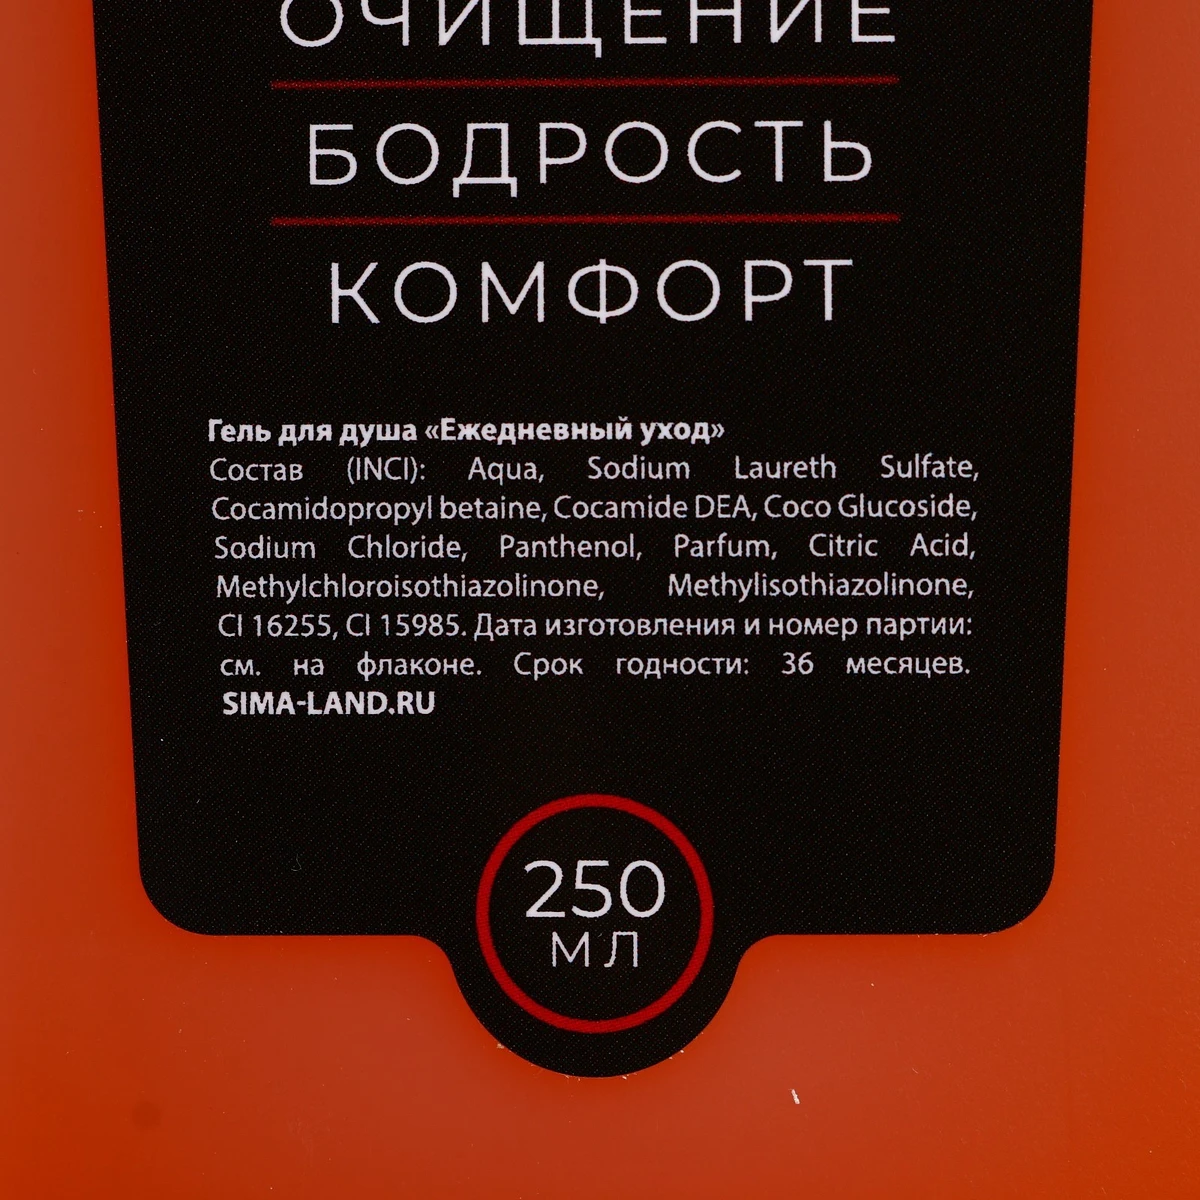 ОЧИЩЕНИЕ
БОДРОСТЬ
КОМФОРТ
Гель для душа «Ежедневный уход»
Состав (INCI): Aqua, Sodium Laureth Sulfate,
Cocamidopropyl betaine, Cocamide DEA, Coco Glucoside,
Sodium Chloride, Panthenol, Parfum, Citric Acid,
Methylchloroisothiazolinone, Methylisothiazolinone,
CI 16255, CI 15985. Дата изготовления и номер партии:
см. на флаконе. Срок годности: 36 месяцев.
SIMA-LAND.RU
250
МЛ